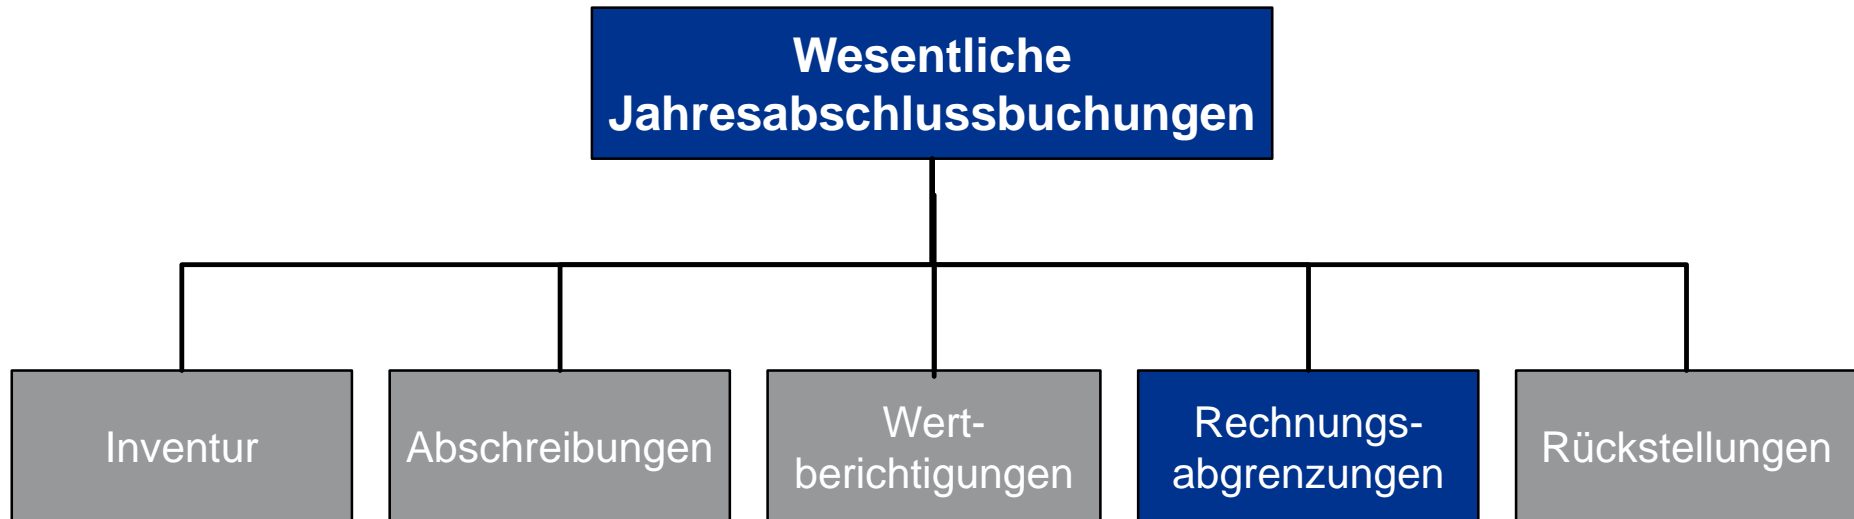 Wesentliche
Jahresabschlussbuchungen
Inventur
Abschreibungen
Wert-
berichtigungen
Rechnungs-
abgrenzungen
Rückstellungen